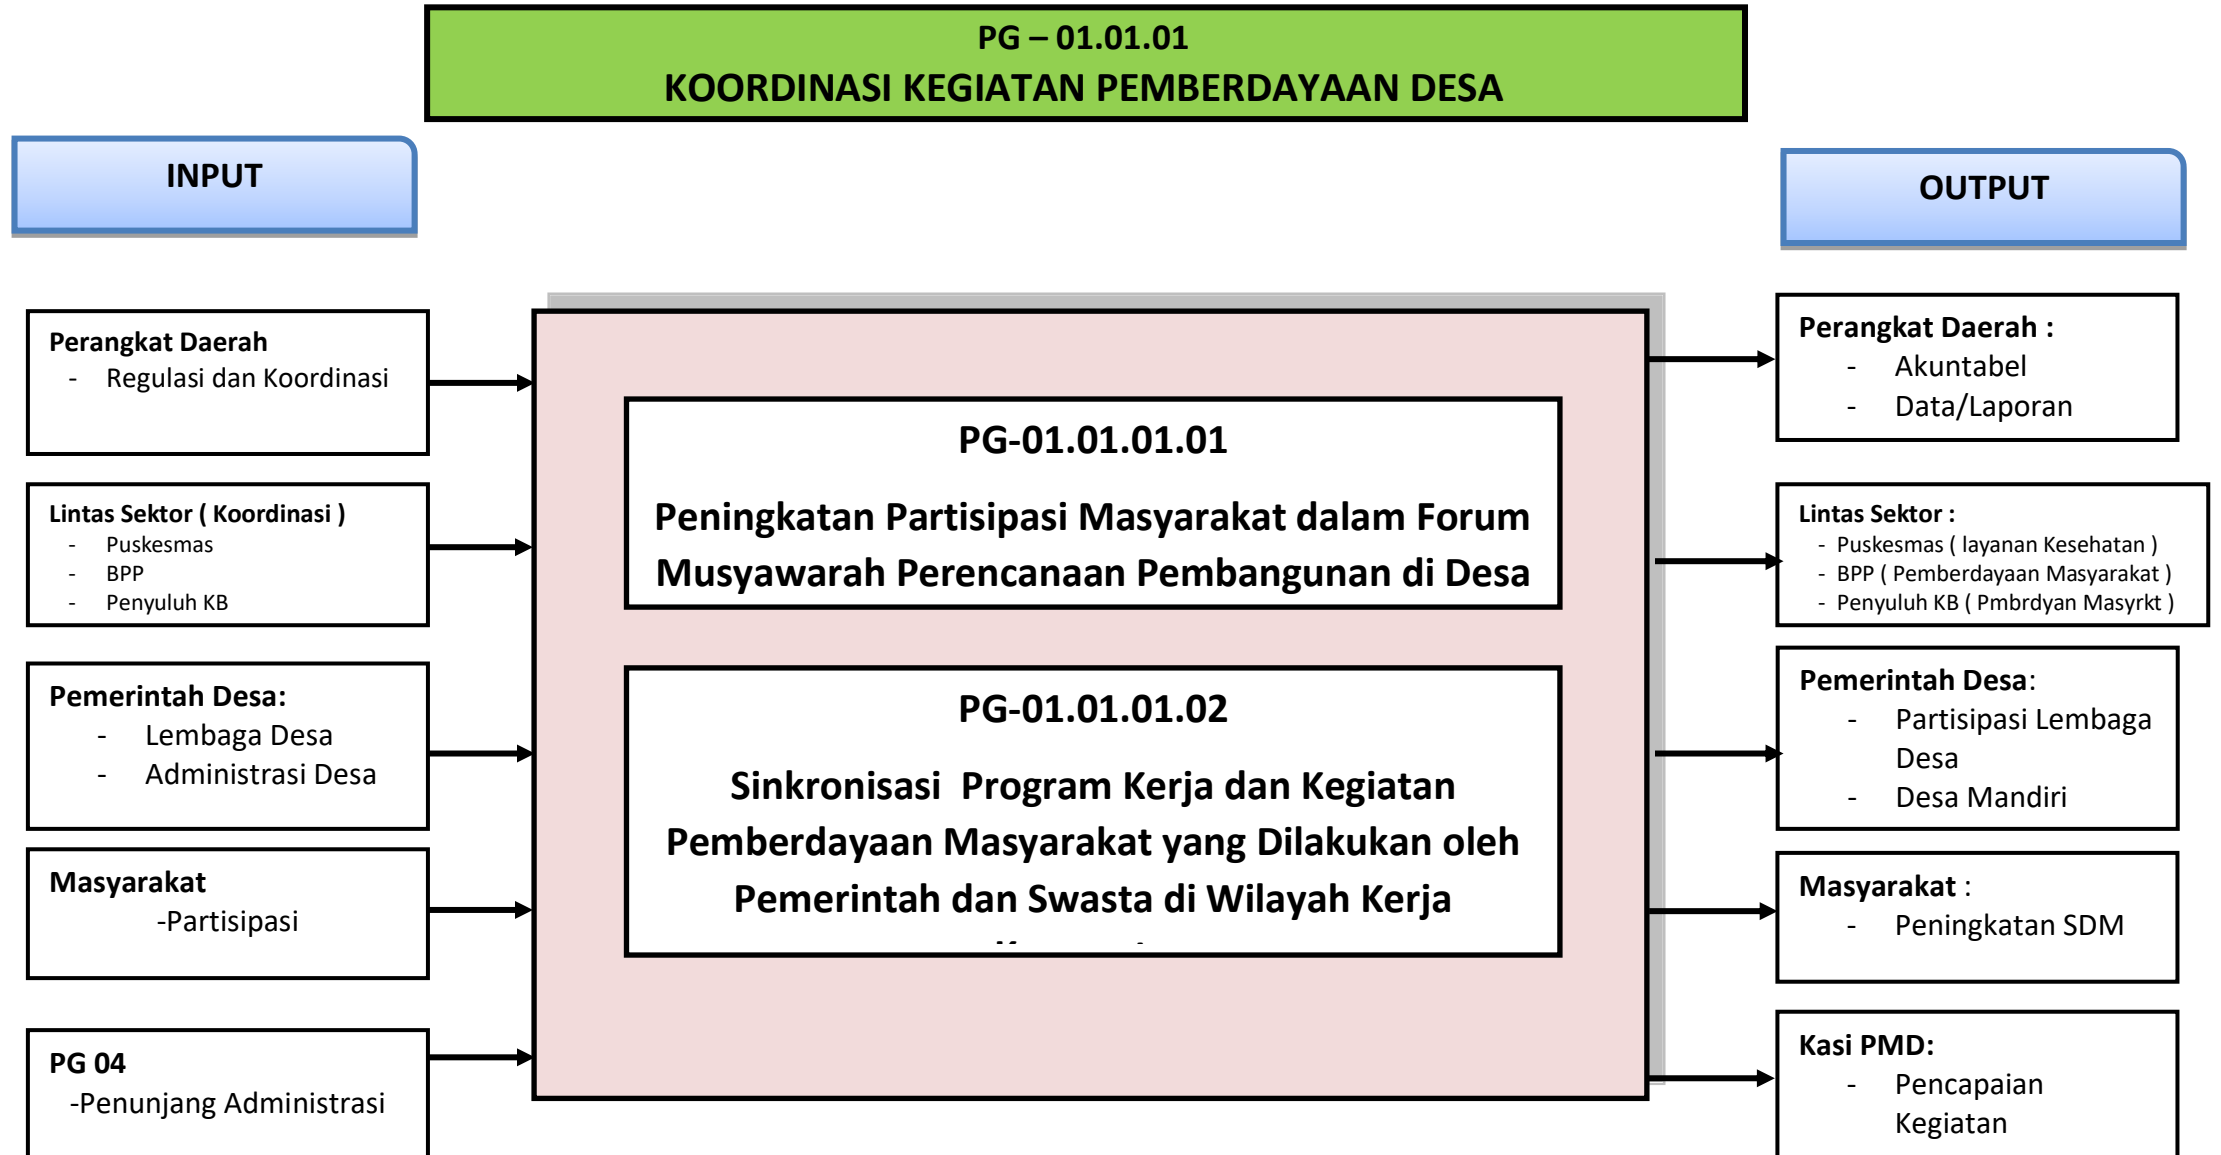 PG – 01.01.01
KOORDINASI KEGIATAN PEMBERDAYAAN DESA
INPUT
OUTPUT
Perangkat Daerah
- Regulasi dan Koordinasi
Lintas Sektor ( Koordinasi )
- Puskesmas
- BPP
- Penyuluh KB
Pemerintah Desa:
- Lembaga Desa
- Administrasi Desa
Masyarakat
-Partisipasi
PG 04
-Penunjang Administrasi
PG-01.01.01.01
Peningkatan Partisipasi Masyarakat dalam Forum
Musyawarah Perencanaan Pembangunan di Desa
PG-01.01.01.02
Sinkronisasi  Program Kerja dan Kegiatan
Pemberdayaan Masyarakat yang Dilakukan oleh
Pemerintah dan Swasta di Wilayah Kerja
Perangkat Daerah :
- Akuntabel
- Data/Laporan
Lintas Sektor :
- Puskesmas ( layanan Kesehatan )
- BPP ( Pemberdayaan Masyarakat )
- Penyuluh KB ( Pmbrdyan Masyrkt )
Pemerintah Desa:
- Partisipasi Lembaga
Desa
- Desa Mandiri
Masyarakat :
- Peningkatan SDM
Kasi PMD:
- Pencapaian
Kegiatan